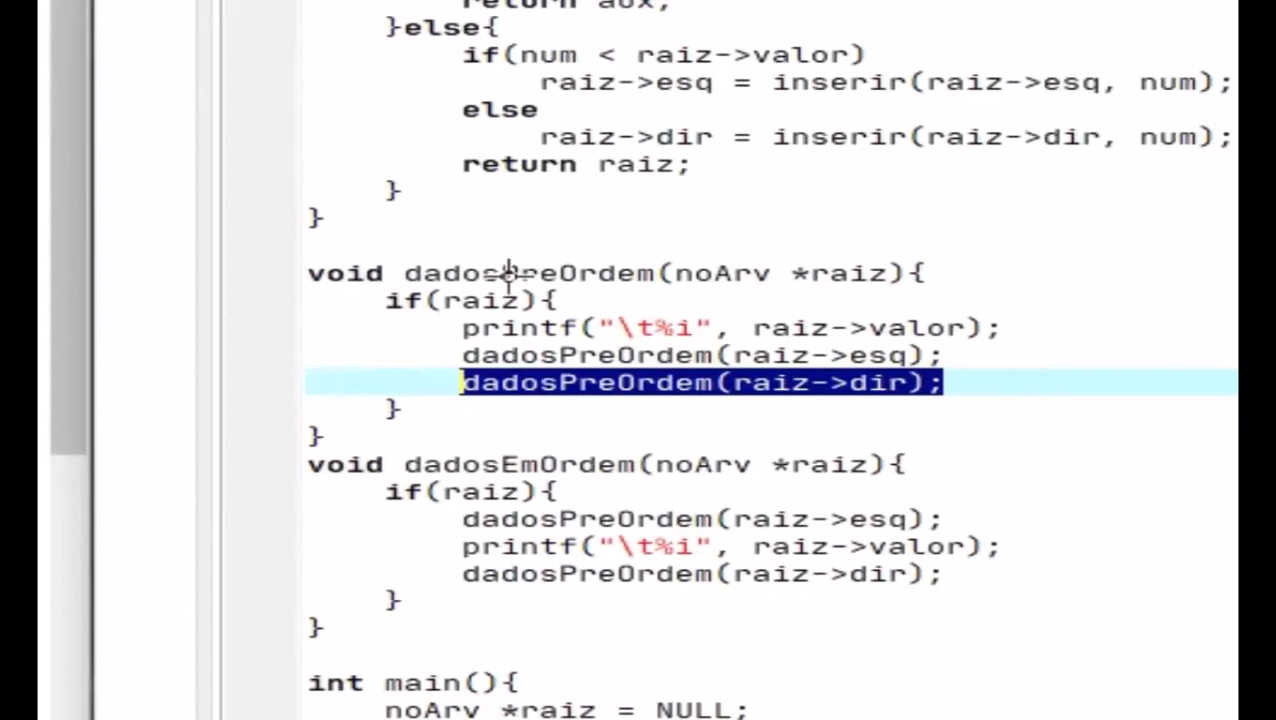 return aux;
}else{
if(num < raiz->valor)
raiz->esq = inserir(raiz->esq, num);
else
raiz->dir = inserir(raiz->dir, num);
return raiz;
}
}
void dadosPreOrdem(noArv *raiz){
if(raiz){
printf("\t%i", raiz->valor);
dadosPreOrdem(raiz->esq);
dadosPreOrdem(raiz->dir);
}
}
void dadosEmOrdem(noArv *raiz){
if(raiz){
dadosPreOrdem(raiz->esq);
printf("\t%i", raiz->valor);
dadosPreOrdem(raiz->dir);
}
}
int main(){
noArv *raiz = NULL;